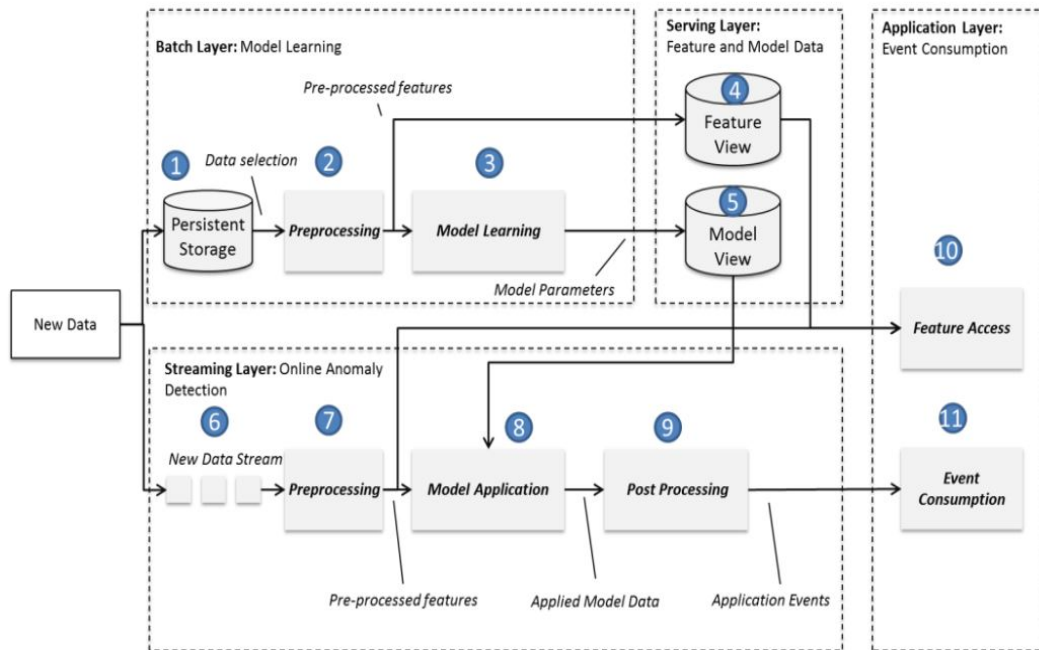 Batch Layer: Model Learning
Serving Layer:
Feature and Model Data
Application Layer:
Event Consumption
Pre-processed features
4
Feature
View
1
Data selection
2
3
5
Persistent
Storage
Preprocessing
Model Learning
Model
View
Model Parameters
10
New Data
Feature Access
Streaming Layer: Online Anomaly
Detection
6
7
8
9
11
New Data Stream
Preprocessing
Model Application
Post Processing
Event
Consumption
Pre-processed features
Applied Model Data
Application Events